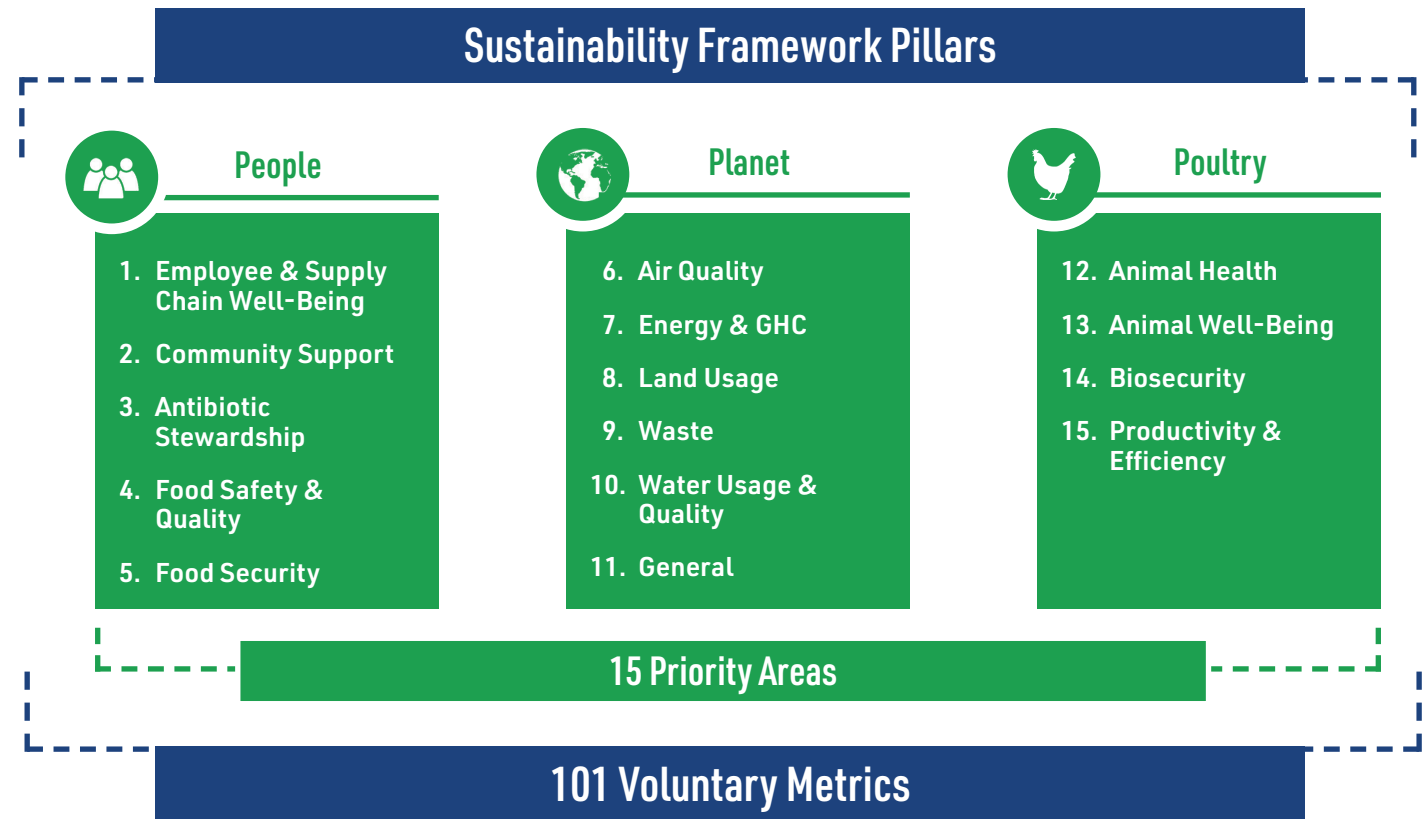 Sustainability Framework Pillars
People
1. Employee & Supply
Chain Well-Being
2. Community Support
3. Antibiotic
Stewardship
4. Food Safety &
Quality
5. Food Security
Planet
6. Air Quality
7. Energy & GHC
8. Land Usage
9. Waste
10. Water Usage &
Quality
11. General
Poultry
12. Animal Health
13. Animal Well-Being
14. Biosecurity
15. Productivity &
Efficiency
15 Priority Areas
101 Voluntary Metrics